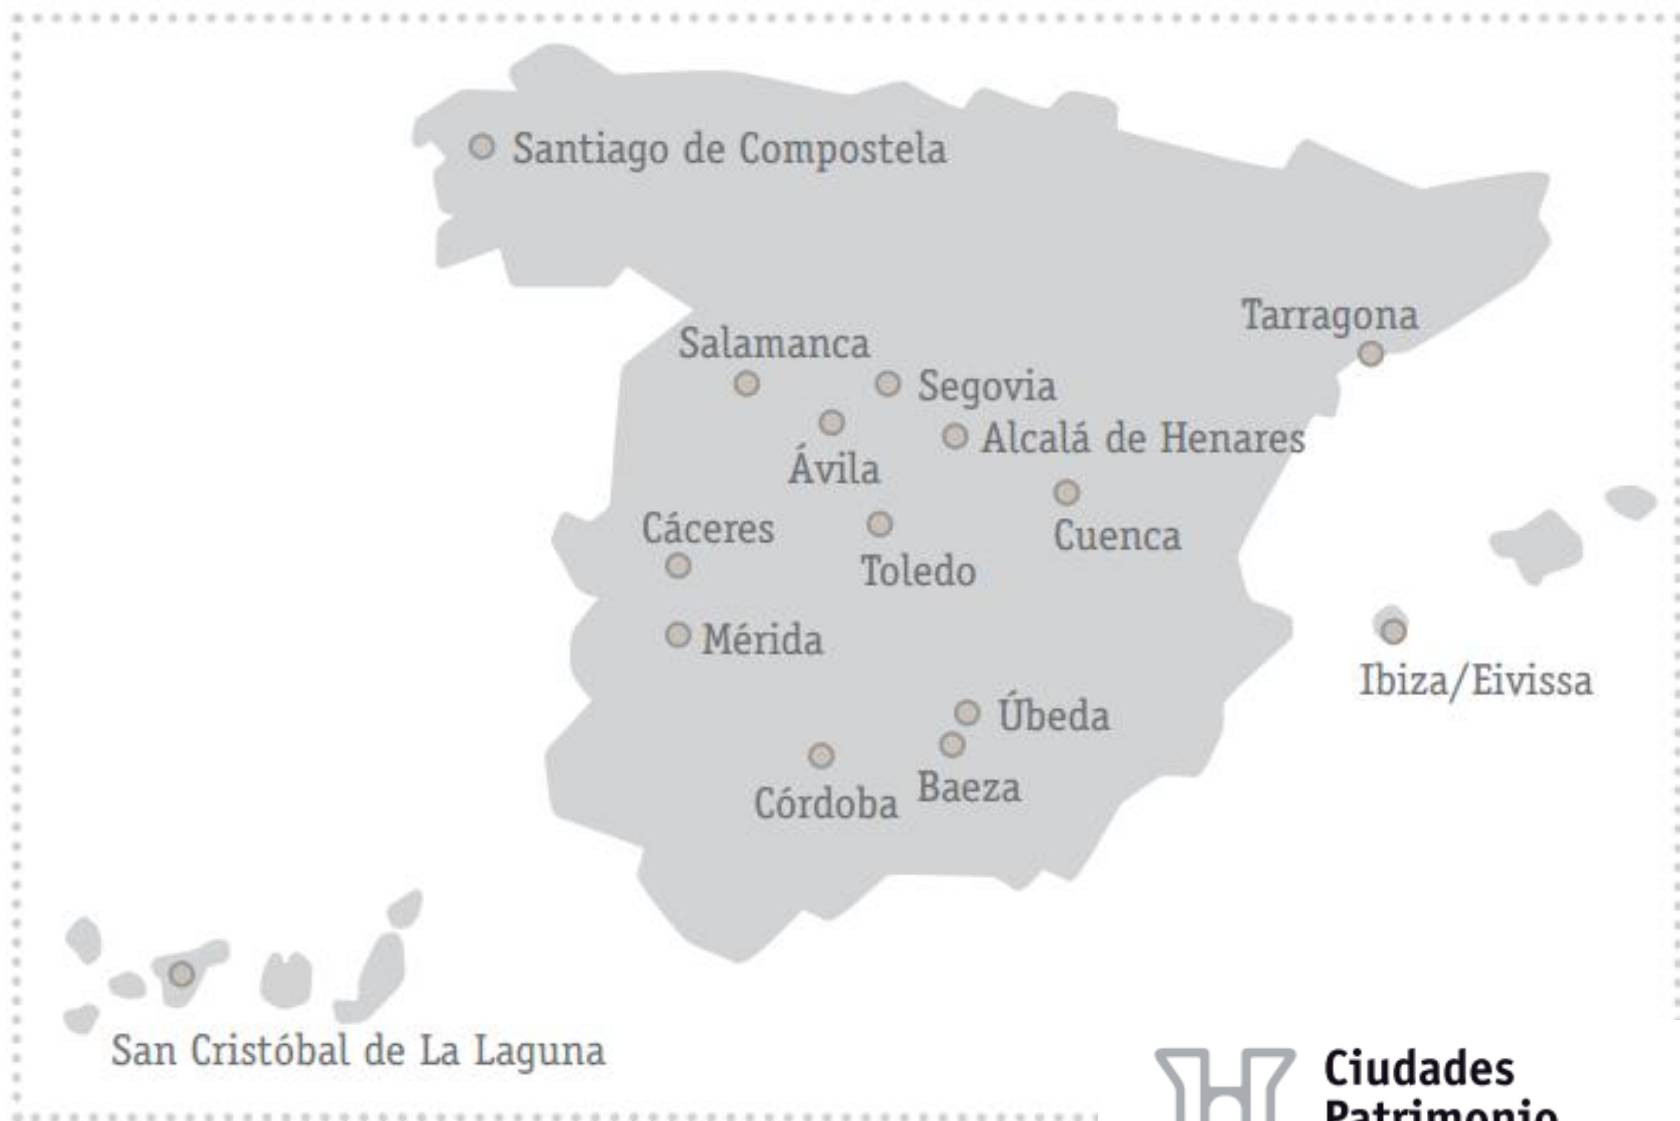 Santiago de Compostela
Tarragona
Salamanca
Segovia
Alcalá de Henares
Ávila
Cáceres
Cuenca
Toledo
Mérida
Ibiza/Eivissa
Úbeda
Baeza
Córdoba
San Cristóbal de La Laguna
Ciudades
Patrimonio